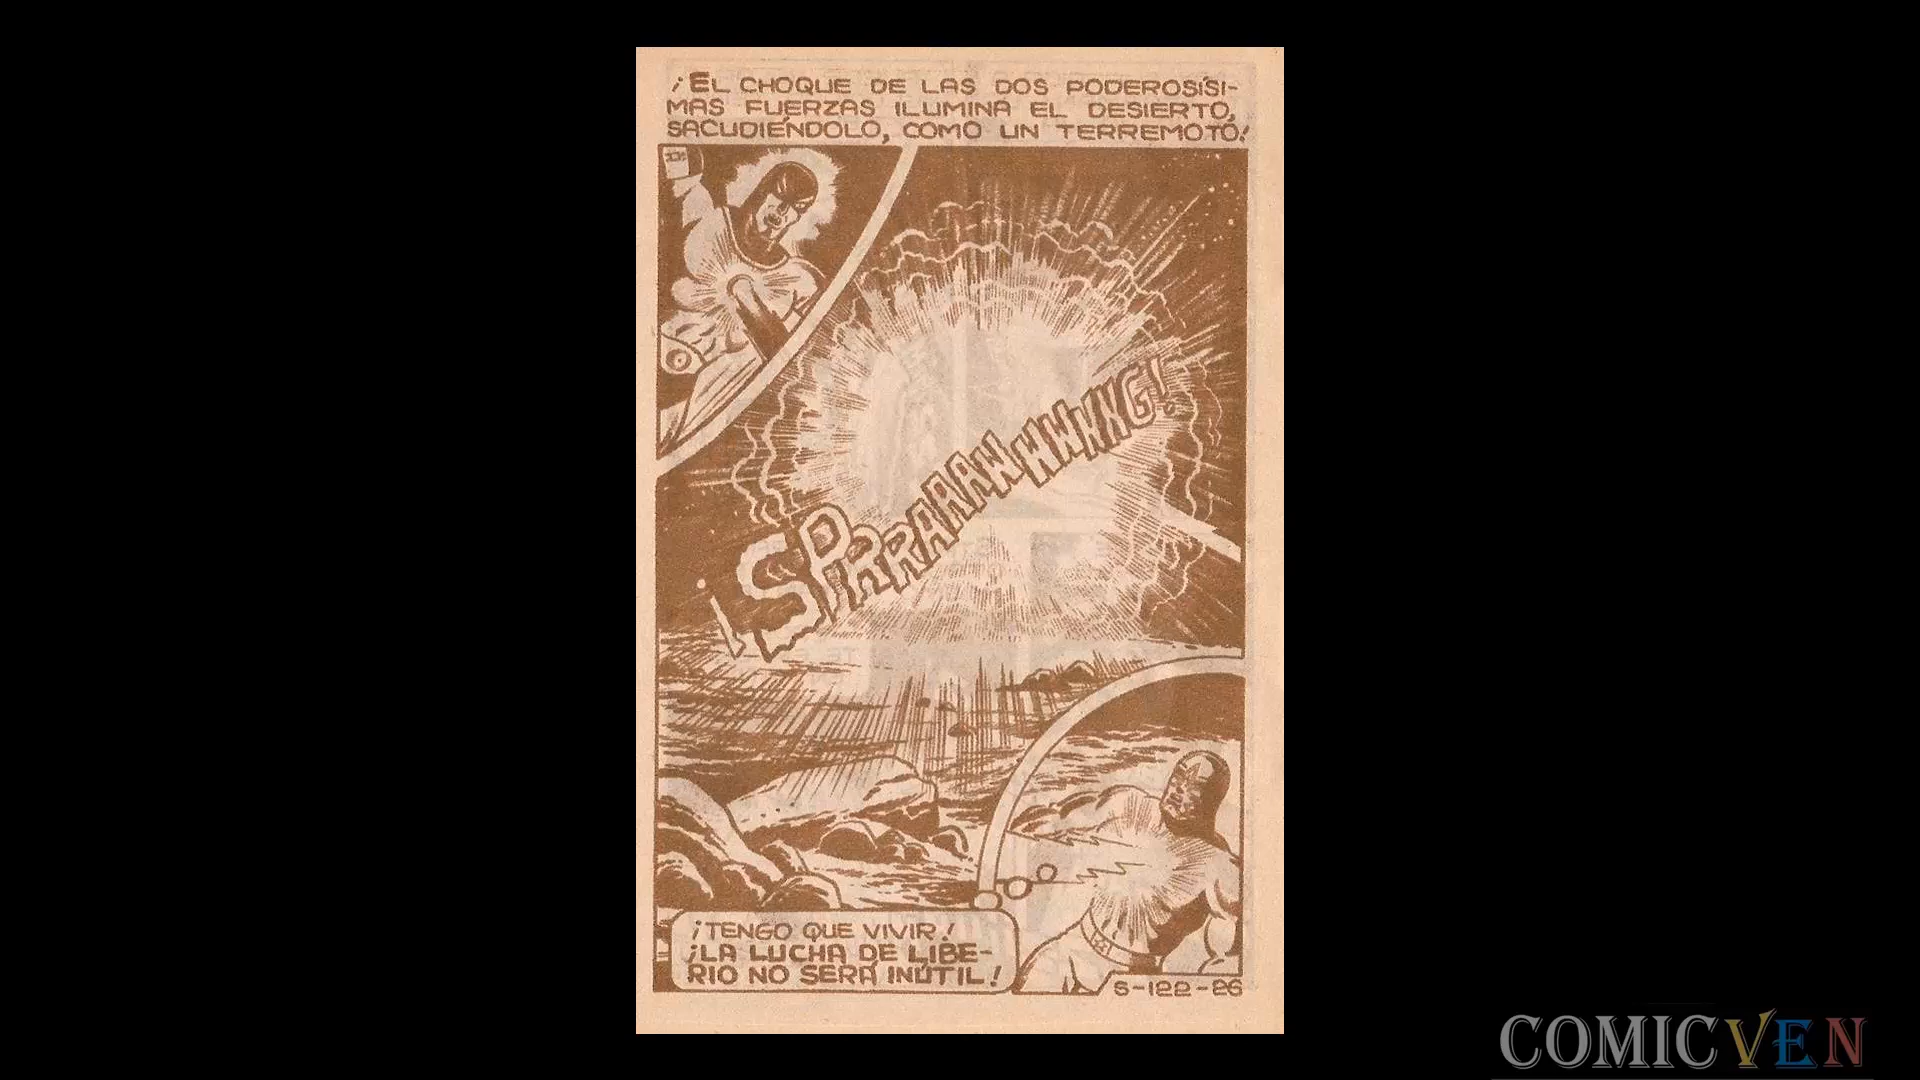 ¡EL CHOQUE DE LAS DOS PODEROSÍSI-
MAS FUERZAS ILUMINA EL DESIERTO,
SACUDIÉNDOLO, COMO UN TERREMOTO!
¡SPRRARAAWWWWNNG!
¡TENGO QUE VIVIR!
¡LA LUCHA DE LIBE-
RIO NO SERÁ INÚTIL!
S-122-26
COMICVEN